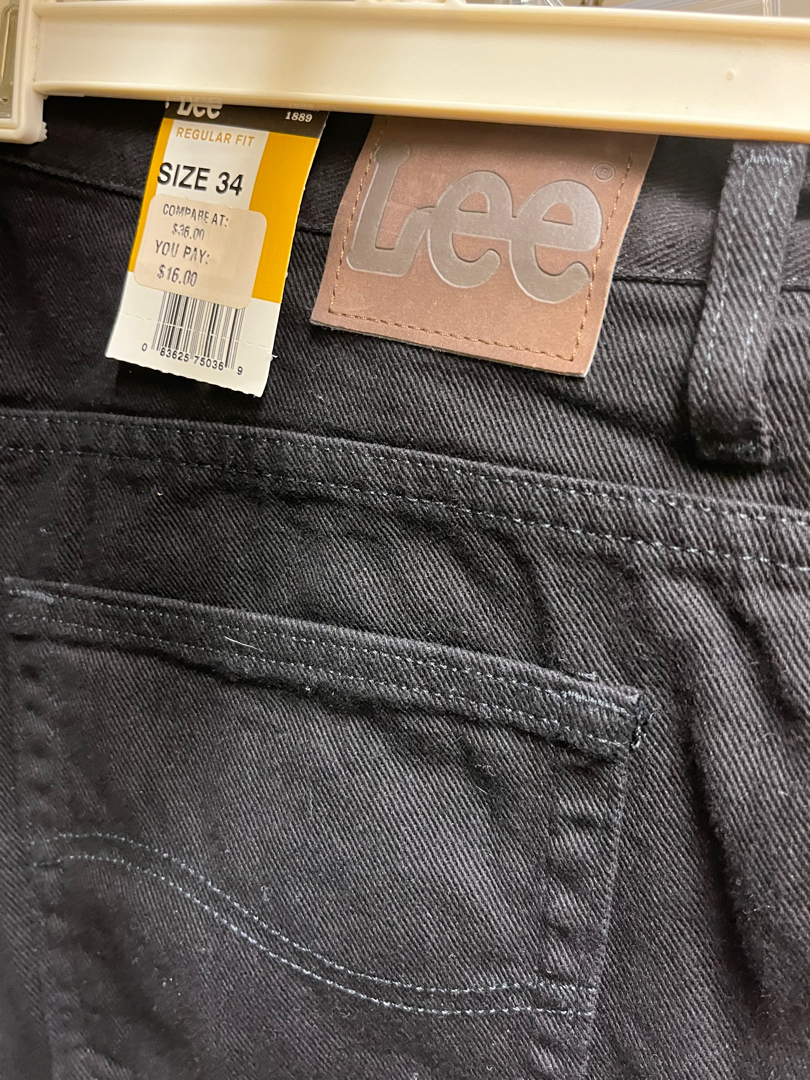 Lee
1889
REGULAR FIT
SIZE 34
COMPARE AT:
$36.00
YOU PAY:
$16.00
0 83625 75036 9
Lee ®